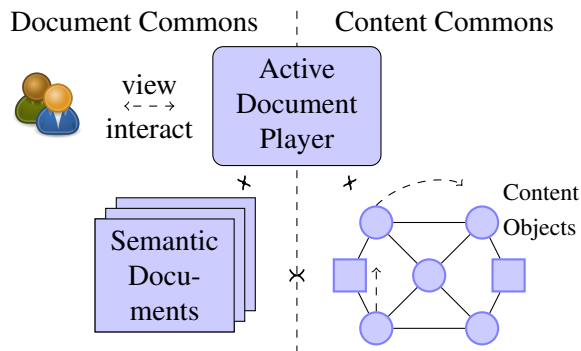 Document Commons
Content Commons
view
interact
Active
Document
Player
Content
Objects
Semantic
Docu-
ments